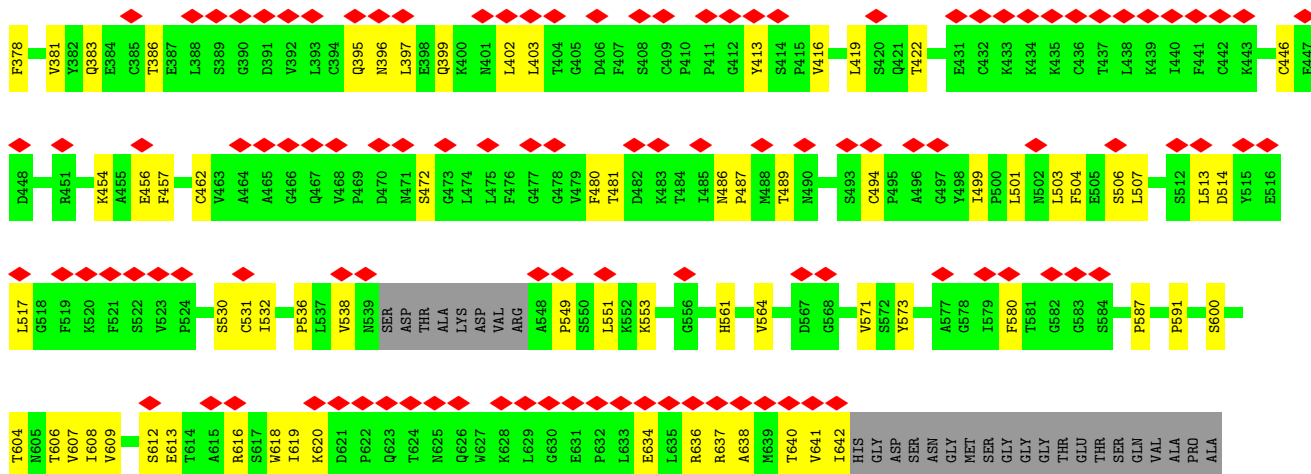 F378 V381 Y382 Q383 E384 C385 T386 E387 L388 S389 G390 D391 V392 L393 C394 Q395 N396 L397 E398 Q399 K400 N401 L402 L403 T404 G405 D406 F407 S408 C409 P410 P411 G412 Y413 S414 P415 V416 L419 S420 Q421 T422 E431 C432 K433 K434 K435 C436 T437 L438 K439 I440 F441 C442 K443 C446 F447
D448 R451 K454 A455 E456 F457 C462 V463 A464 A465 G466 Q467 V468 P469 D470 N471 S472 G473 L474 L475 F476 G477 G478 V479 F480 T481 D482 K483 T484 I485 N486 P487 M488 T489 N490 S493 C494 P495 A496 G497 Y498 I499 P500 L501 N502 L503 F504 E505 S506 L507 S512 L513 D514 Y515 E516
L517 G518 F519 K520 F521 S522 V523 P524 S530 C531 I532 P536 L537 V538 N539 SER ASP THR ALA LYS ASP VAL ARG A548 P549 S550 L551 K552 K553 G556 H561 V564 D567 G568 V571 S572 Y573 A577 G578 I579 F580 T581 G582 G583 S584 P587 P591 S600
T604 N605 T606 V607 I608 V609 S612 E613 T614 A615 R616 S617 W618 I619 K620 D621 P622 Q623 T624 N625 Q626 W627 K628 L629 G630 E631 P632 L633 E634 L635 R636 R637 A638 M639 T640 V641 I642 HIS GLY ASP SER SER ASN GLY MET SER GLY GLY GLY THR GLU THR THR SER GLN VAL ALA PRO ALA